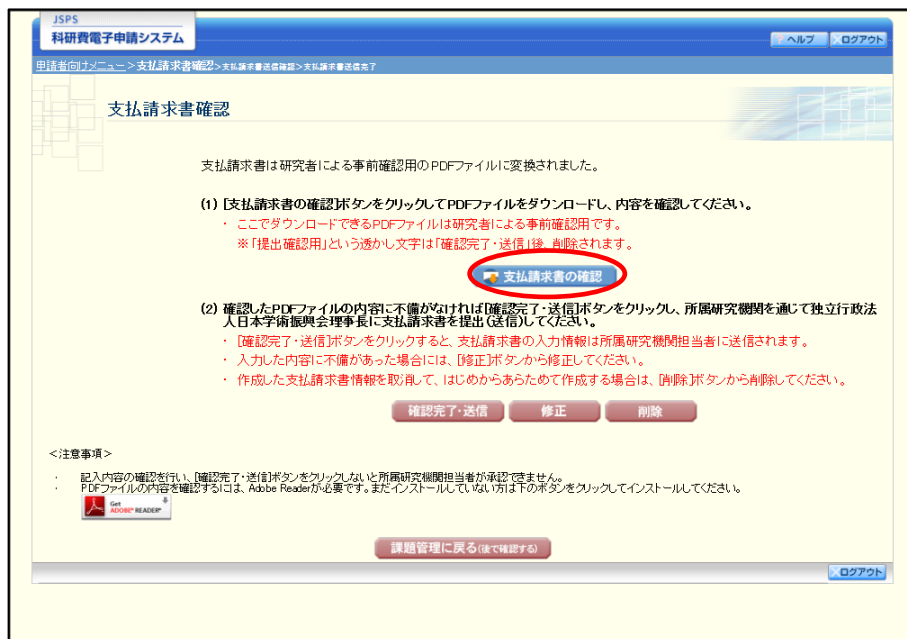 JSPS
科研費電子申請システム
ヘルプ ログアウト
申請者向けメニュー>支払請求書確認>支払請求書送信確認>支払請求書送信完了
支払請求書確認
支払請求書は研究者による事前確認用のPDFファイルに変換されました。
(1) [支払請求書の確認]ボタンをクリックしてPDFファイルをダウンロードし、内容を確認してください。
・ ここでダウンロードできるPDFファイルは研究者による事前確認用です。
※「提出確認用」という透かし文字は「確認完了・送信」後、削除されます。
支払請求書の確認
(2) 確認したPDFファイルの内容に不備がなければ[確認完了・送信]ボタンをクリックし、所属研究機関を通じて独立行政法
人日本学術振興会理事長に支払請求書を提出(送信)してください。
・ [確認完了・送信]ボタンをクリックすると、支払請求書の入力情報は所属研究機関担当者に送信されます。
・ 入力した内容に不備があった場合には、[修正]ボタンから修正してください。
・ 作成した支払請求書情報を取消して、はじめからあらためて作成する場合は、[削除]ボタンから削除してください。
確認完了・送信 修正 削除
<注意事項>
・ 記入内容の確認を行い、[確認完了・送信]ボタンをクリックしないと所属研究機関担当者が承認できません。
・ PDFファイルの内容を確認するには、Adobe Readerが必要です。まだインストールしていない方は下のボタンをクリックしてインストールしてください。
Get
ADOBE® READER®
課題管理に戻る(後で確認する)
ログアウト